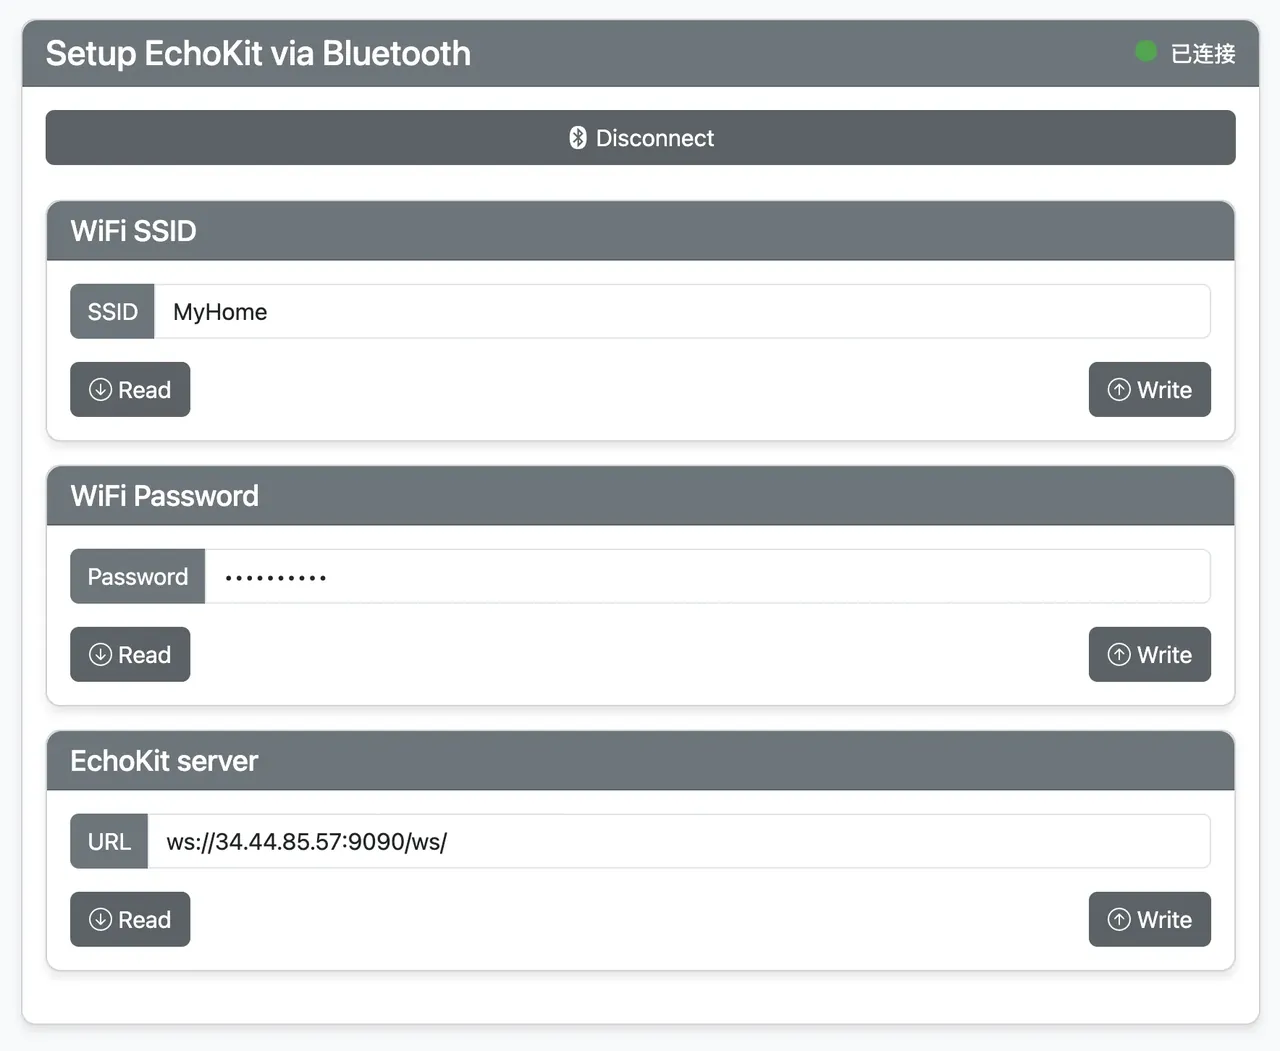 Setup EchoKit via Bluetooth
已连接
Disconnect
WiFi SSID
SSID MyHome
Read
Write
WiFi Password
Password ••••••••••
Read
Write
EchoKit server
URL ws://34.44.85.57:9090/ws/
Read
Write